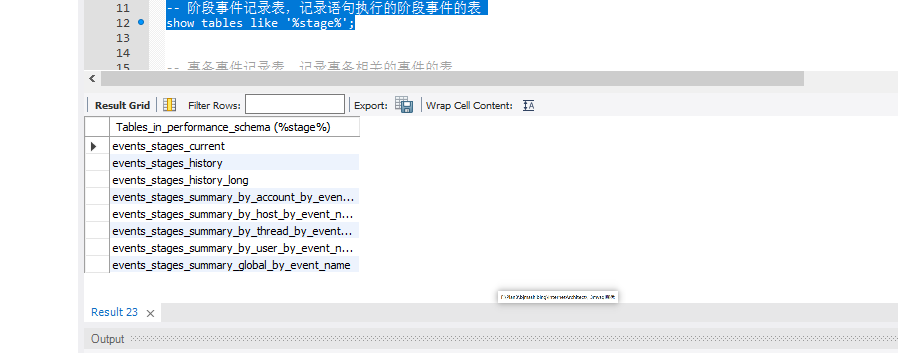 11 -- 阶段事件记录表，记录语句执行的阶段事件的表
12 show tables like '%stage%';
13
14
15 -- 事务事件记录表，记录事务相关的事件的表
Result Grid Filter Rows: Export: Wrap Cell Content:
Tables_in_performance_schema (%stage%)
events_stages_current
events_stages_history
events_stages_history_long
events_stages_summary_by_account_by_even...
events_stages_summary_by_host_by_event_n...
events_stages_summary_by_thread_by_event...
events_stages_summary_by_user_by_event_n...
events_stages_summary_global_by_event_name
Result 23
Output